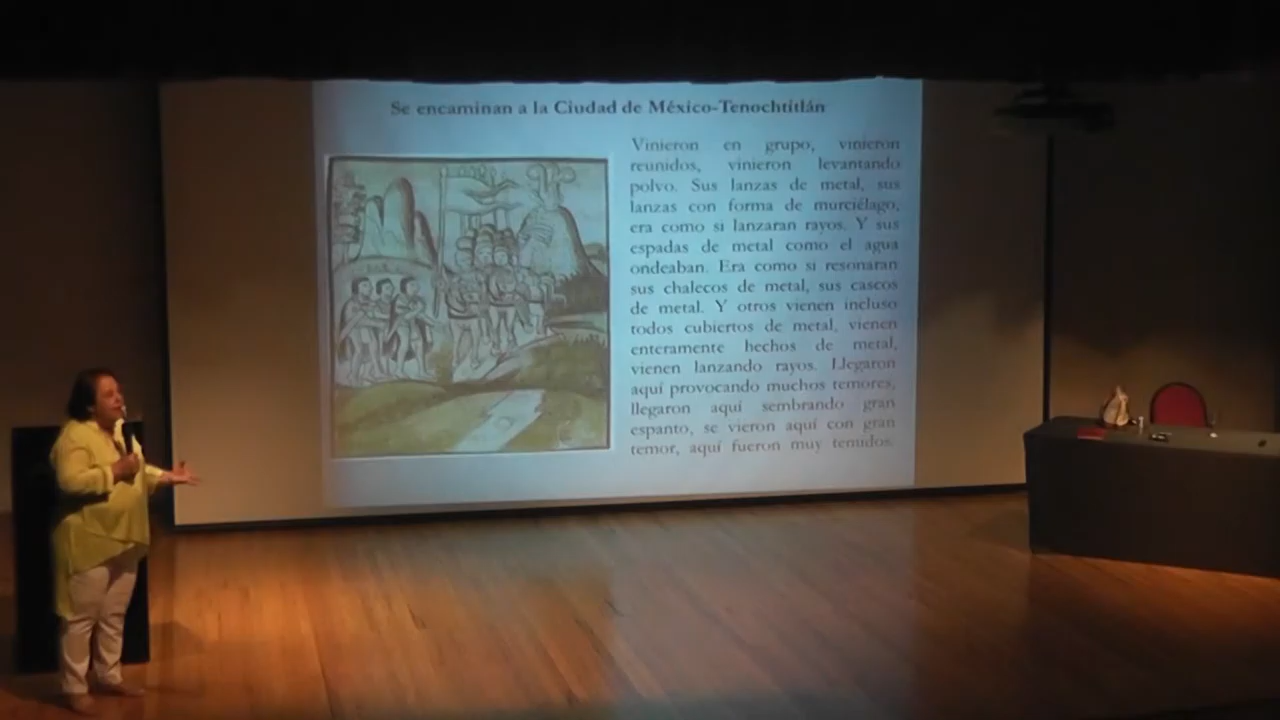 Se encaminan a la Ciudad de México-Tenochtitlán
Vinieron en grupo, vinieron
reunidos, vinieron levantando
polvo. Sus lanzas de metal, sus
lanzas con forma de murciélago,
era como si lanzaran rayos. Y sus
espadas de metal como el agua
ondeaban. Era como si resonaran
sus chalecos de metal, sus cascos
de metal. Y otros vienen incluso
todos cubiertos de metal, vienen
enteramente hechos de metal,
vienen lanzando rayos. Llegaron
aquí provocando muchos temores,
llegaron aquí sembrando gran
espanto, se vieron aquí con gran
temor, aquí fueron muy temidos.